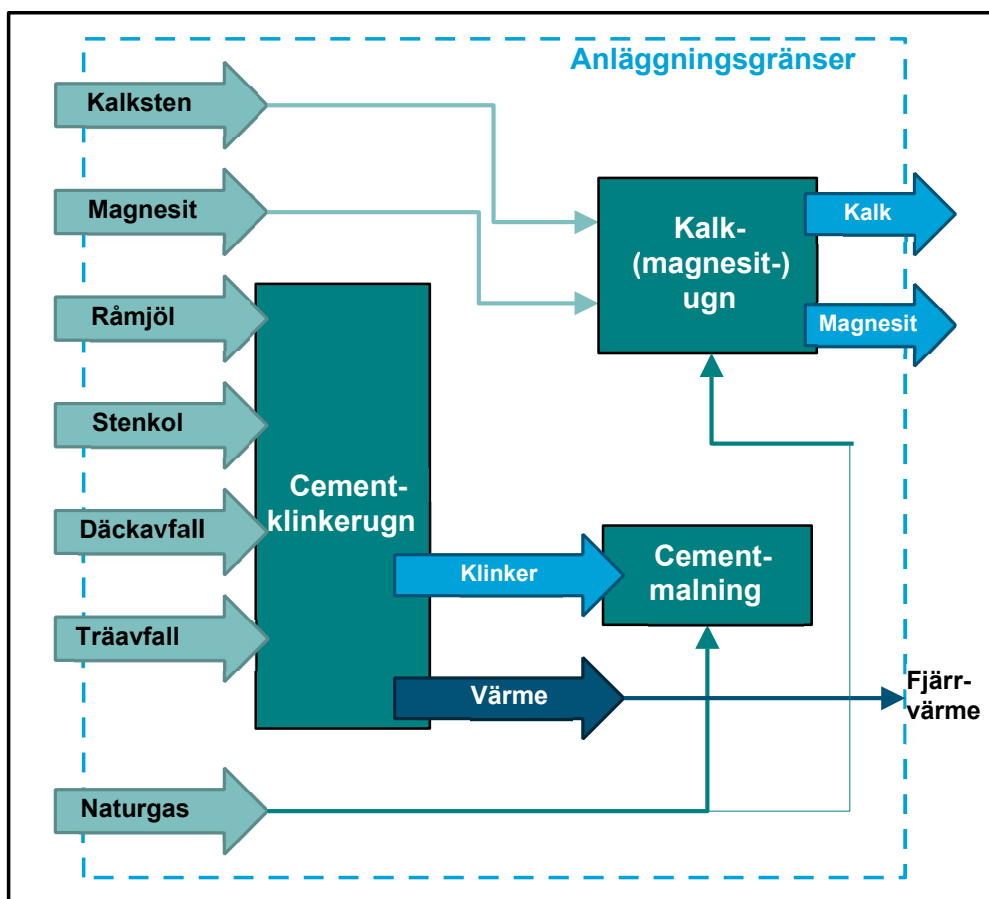 Anläggningsgränser
Kalksten
Magnesit
Råmjöl
Stenkol
Däckavfall
Träavfall
Naturgas
Cement-
klinkerugn
Klinker
Värme
Cement-
malning
Kalk-
(magnesit-)
ugn
Kalk
Magnesit
Fjärr-
värme